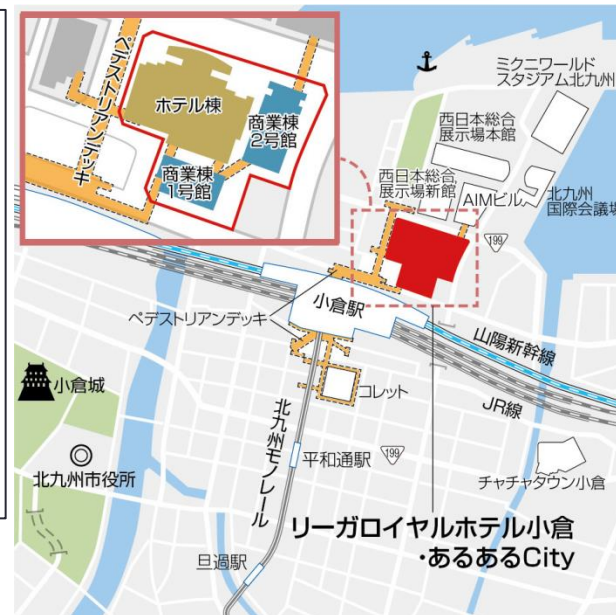 ペデストリアンデッキ
ホテル棟
商業棟
2号館
商業棟
1号館
ミクニワールド
スタジアム北九州
西日本総合
展示場本館
西日本総合
展示場新館
AIMビル
北九州
国際会議場
199
小倉駅
ペデストリアンデッキ
山陽新幹線
JR線
小倉城
コレット
北九州モノレール
北九州市役所
平和通駅
199
チャチャタウン小倉
リーガロイヤルホテル小倉
・あるあるCity
旦過駅